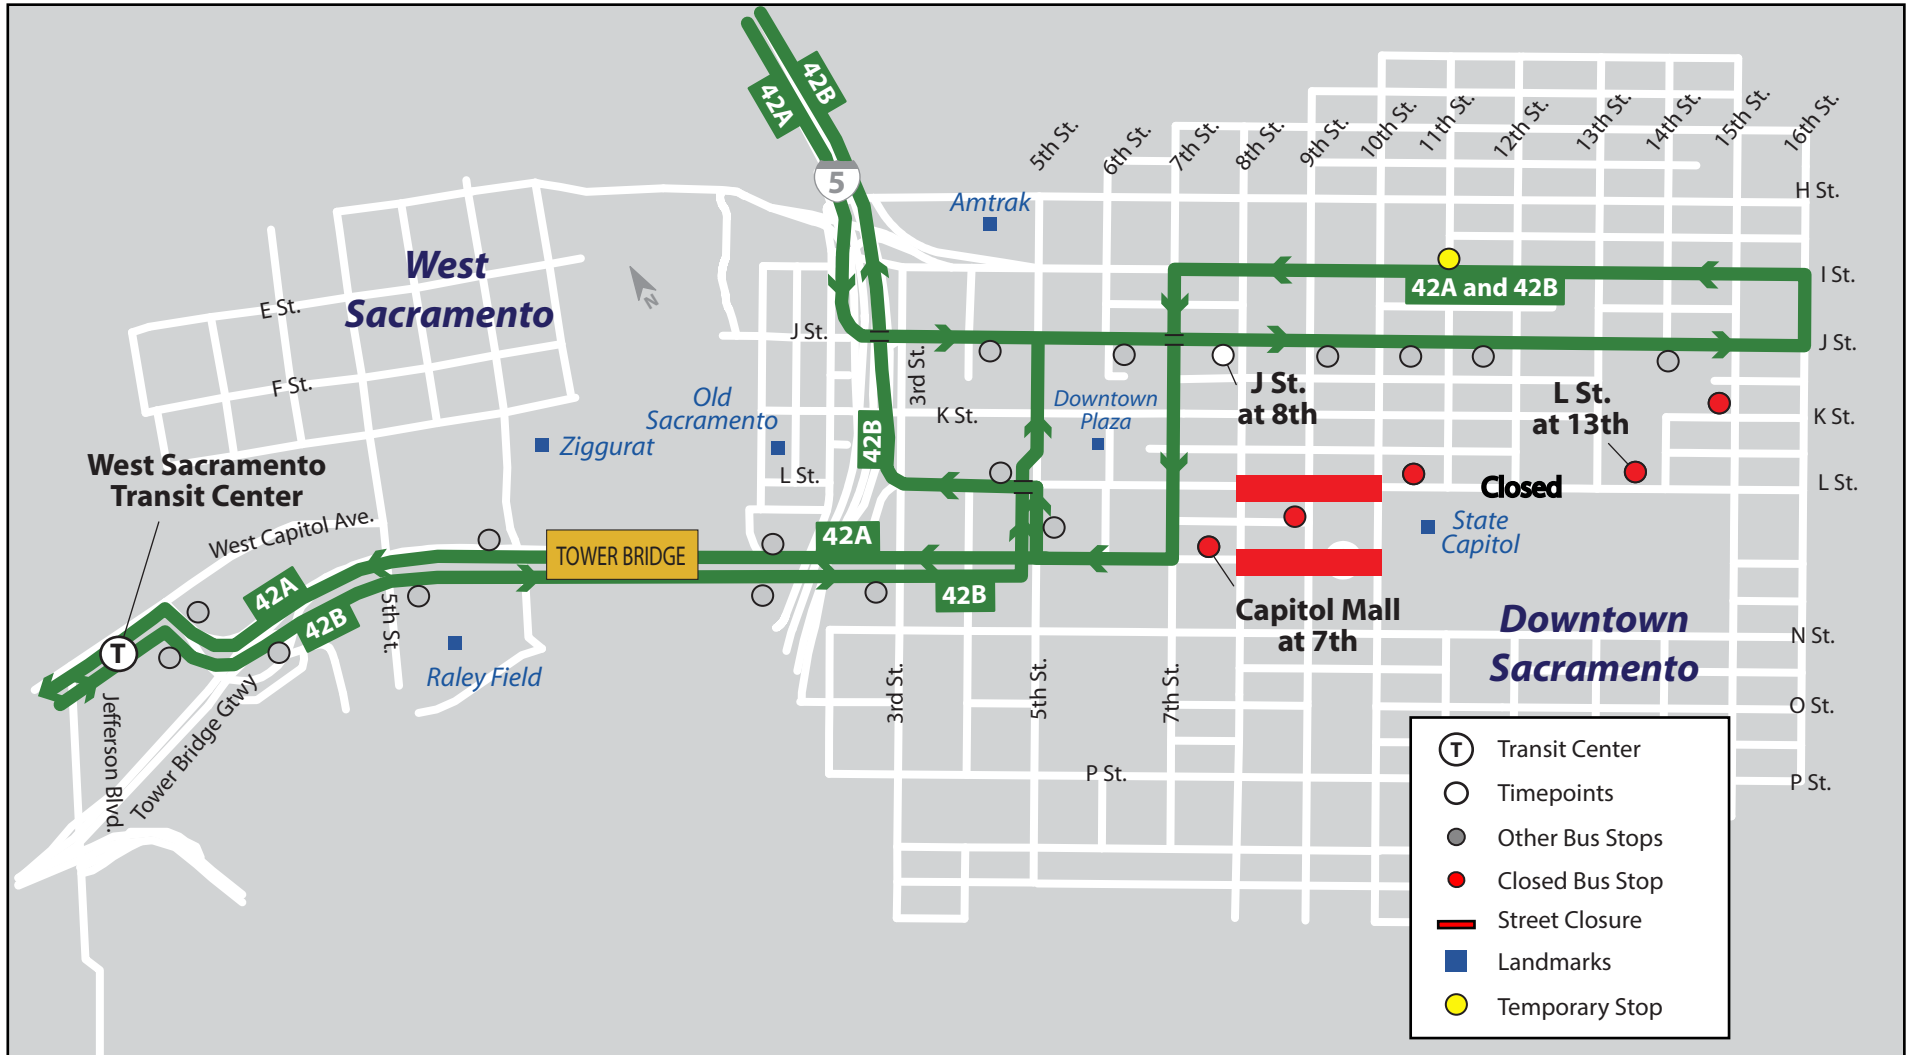 42B
42A
5
5th St.
6th St.
7th St.
8th St.
9th St.
10th St.
11th St.
12th St.
13th St.
14th St.
15th St.
16th St.
H St.
Amtrak
West
Sacramento
N
42A and 42B
I St.
E St.
J St.
3rd St.
J St.
F St.
Old
Sacramento
K St.
Downtown
Plaza
J St.
at 8th
L St.
at 13th
K St.
42B
Ziggurat
West Sacramento
Transit Center
L St.
Closed
L St.
West Capitol Ave.
TOWER BRIDGE
42A
State
Capitol
42A
42B
5th St.
42B
Capitol Mall
at 7th
Downtown
Sacramento
N St.
T
Raley Field
Jefferson Blvd.
Tower Bridge Gtwy
3rd St.
5th St.
7th St.
O St.
P St.
P St.
T
Transit Center
Timepoints
Other Bus Stops
Closed Bus Stop
Street Closure
Landmarks
Temporary Stop